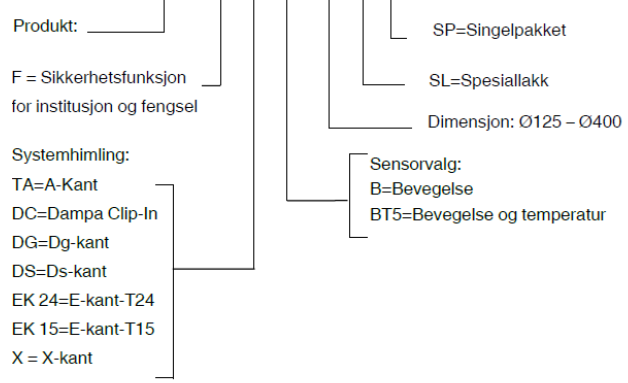 Produkt:
F = Sikkerhetsfunksjon
for institusjon og fengsel
Systemhimling:
TA=A-Kant
DC=Dampa Clip-In
DG=Dg-kant
DS=Ds-kant
EK 24=E-kant-T24
EK 15=E-kant-T15
X = X-kant
SP=Singelpakket
SL=Spesiallakk
Dimensjon: Ø125 – Ø400
Sensorvalg:
B=Bevegelse
BT5=Bevegelse og temperatur